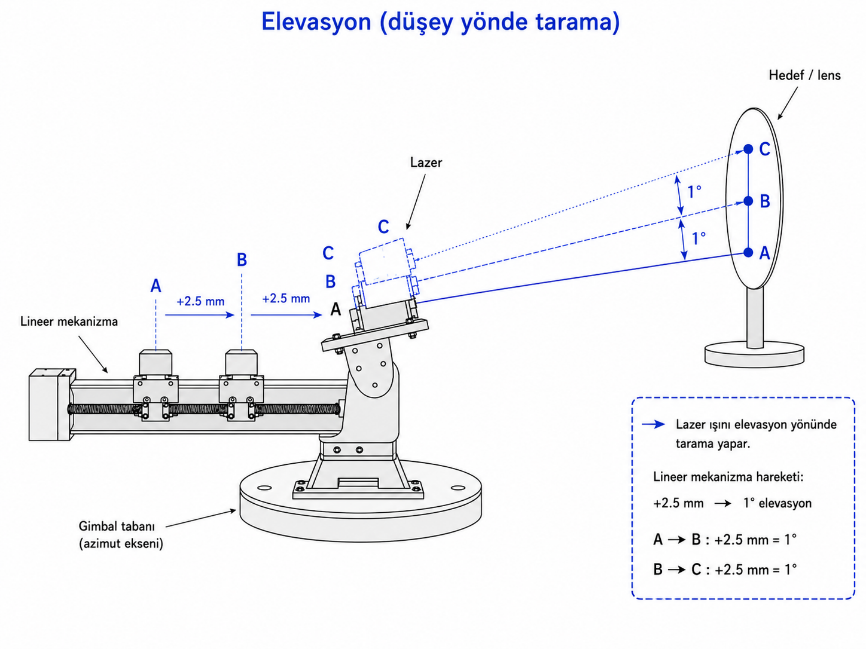 Elevasyon (düşey yönde tarama)
Hedef / lens
Lazer
C
B
A
1°
1°
C
C
B
A
A
B
+2.5 mm
+2.5 mm
Lineer mekanizma
Gimbal tabanı
(azimut ekseni)
Lazer ışını elevasyon yönünde
tarama yapar.
Lineer mekanizma hareketi:
+2.5 mm → 1° elevasyon
A → B : +2.5 mm = 1°
B → C : +2.5 mm = 1°